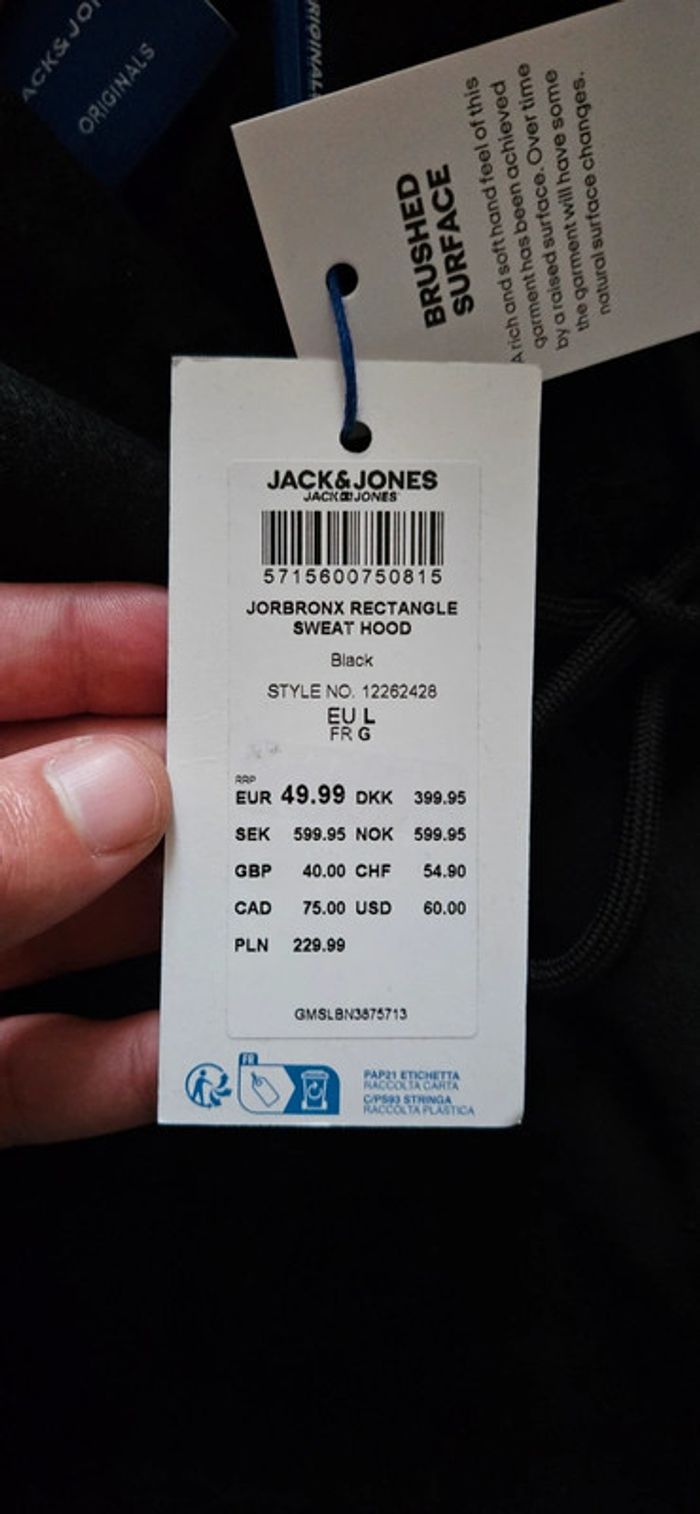 ORIGINALS
BRUSHED
SURFACE
A rich and soft hand feel of this
garment has been achieved
by a raised surface. Over time
the garment will have some
natural surface changes.
JACK&JONES
JACK & JONES
5715600750815
JORBRONX RECTANGLE
SWEAT HOOD
Black
STYLE NO. 12262428
EU L
FR G
RRP
EUR 49.99 DKK 399.95
SEK 599.95 NOK 599.95
GBP 40.00 CHF 54.90
CAD 75.00 USD 60.00
PLN 229.99
GMSLBN3875713
FR
PAP21 ETICHETTA
RACCOLTA CARTA
C/PS93 STRINGA
RACCOLTA PLASTICA